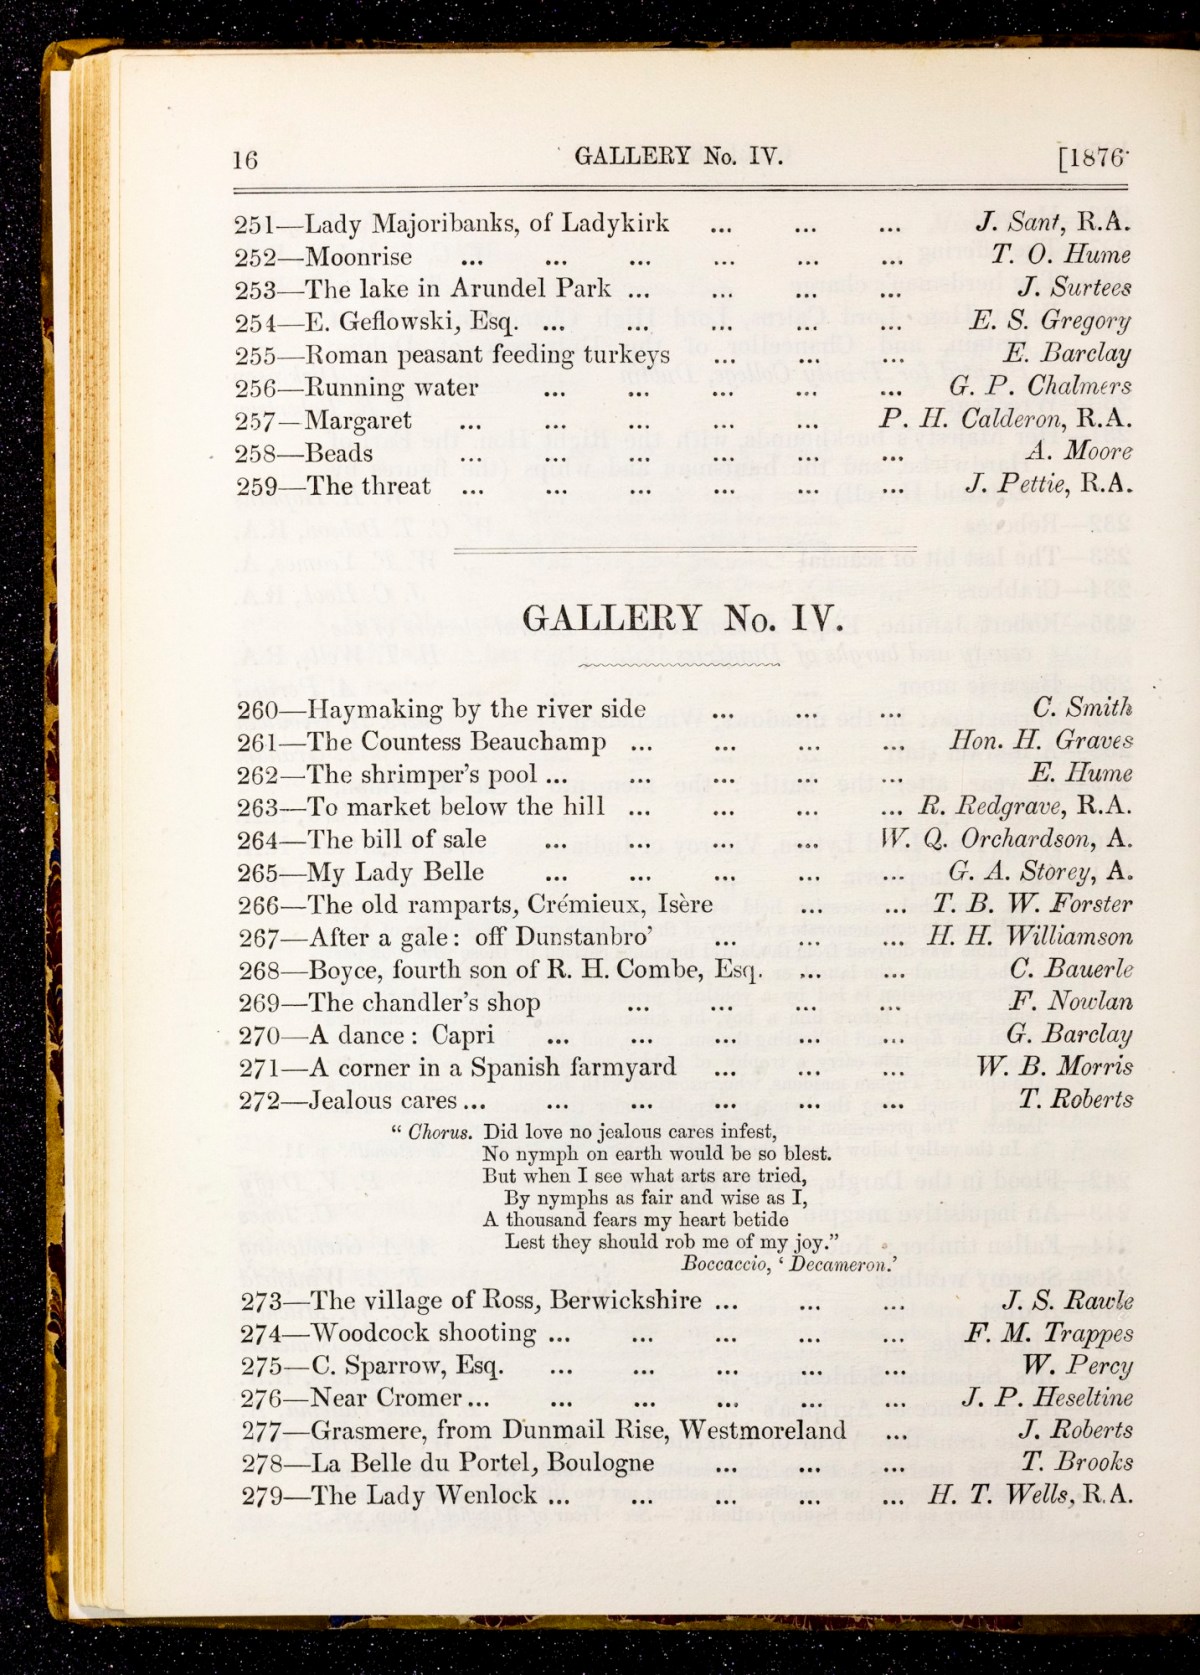 16 GALLERY No. IV. [1876·
251—Lady Majoribanks, of Ladykirk ... ... ... J. Sant, R.A.
252—Moonrise ... ... ... ... ... ... T. O. Hume
253—The lake in Arundel Park ... ... ... ... J. Surtees
254—E. Geflowski, Esq. ... ... ... ... ... E. S. Gregory
255—Roman peasant feeding turkeys ... ... ... E. Barclay
256—Running water ... ... ... ... ... G. P. Chalmers
257—Margaret ... ... ... ... ... P. H. Calderon, R.A.
258—Beads ... ... ... ... ... ... A. Moore
259—The threat ... ... ... ... ... ... J. Pettie, R.A.
GALLERY No. IV.
260—Haymaking by the river side ... ... ... C. Smith
261—The Countess Beauchamp ... ... ... ... Hon. H. Graves
262—The shrimper's pool ... ... ... ... ... E. Hume
263—To market below the hill ... ... ... ... R. Redgrave, R.A.
264—The bill of sale ... ... ... ... W. Q. Orchardson, A.
265—My Lady Belle ... ... ... ... ... G. A. Storey, A.
266—The old ramparts, Crémieux, Isère ... ... T. B. W. Forster
267—After a gale: off Dunstanbro' ... ... ... H. H. Williamson
268—Boyce, fourth son of R. H. Combe, Esq. ... ... C. Bauerle
269—The chandler's shop ... ... ... ... F. Nowlan
270—A dance: Capri ... ... ... ... ... G. Barclay
271—A corner in a Spanish farmyard ... ... ... W. B. Morris
272—Jealous cares ... ... ... ... ... ... T. Roberts
"Chorus. Did love no jealous cares infest,
No nymph on earth would be so blest.
But when I see what arts are tried,
By nymphs as fair and wise as I,
A thousand fears my heart betide
Lest they should rob me of my joy."
Boccaccio, 'Decameron.'
273—The village of Ross, Berwickshire ... ... ... J. S. Rawle
274—Woodcock shooting ... ... ... ... ... F. M. Trappes
275—C. Sparrow, Esq. ... ... ... ... ... W. Percy
276—Near Cromer ... ... ... ... ... ... J. P. Heseltine
277—Grasmere, from Dunmail Rise, Westmoreland ... J. Roberts
278—La Belle du Portel, Boulogne ... ... ... T. Brooks
279—The Lady Wenlock ... ... ... ... ... H. T. Wells, R.A.